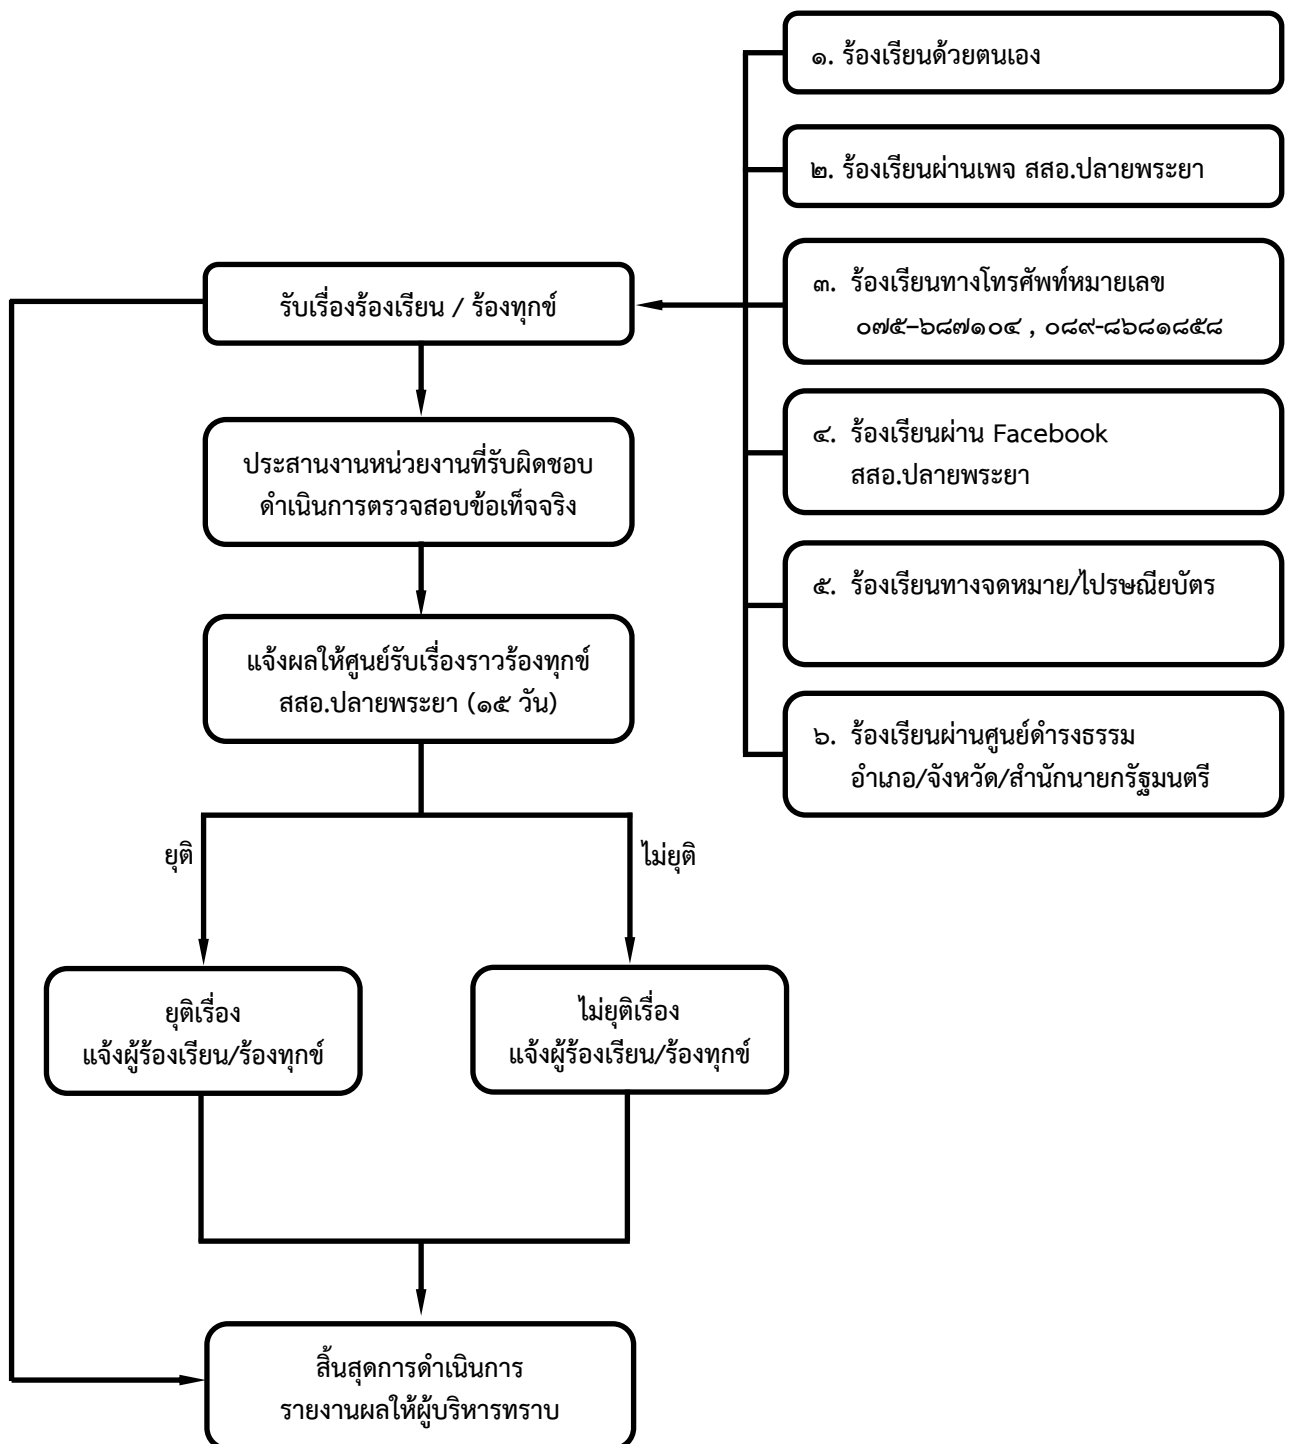 ๑. ร้องเรียนด้วยตนเอง
๒. ร้องเรียนผ่านเพจ สสอ.ปลายพระยา
๓. ร้องเรียนทางโทรศัพท์หมายเลข
๐๗๕–๖๘๗๑๐๔ , ๐๘๙-๘๖๘๑๘๕๘
๔. ร้องเรียนผ่าน Facebook
สสอ.ปลายพระยา
๕. ร้องเรียนทางจดหมาย/ไปรษณียบัตร
๖. ร้องเรียนผ่านศูนย์ดำรงธรรม
อำเภอ/จังหวัด/สำนักนายกรัฐมนตรี
รับเรื่องร้องเรียน / ร้องทุกข์
ประสานงานหน่วยงานที่รับผิดชอบ
ดำเนินการตรวจสอบข้อเท็จจริง
แจ้งผลให้ศูนย์รับเรื่องราวร้องทุกข์
สสอ.ปลายพระยา (๑๕ วัน)
ยุติ
ไม่ยุติ
ยุติเรื่อง
แจ้งผู้ร้องเรียน/ร้องทุกข์
ไม่ยุติเรื่อง
แจ้งผู้ร้องเรียน/ร้องทุกข์
สิ้นสุดการดำเนินการ
รายงานผลให้ผู้บริหารทราบ